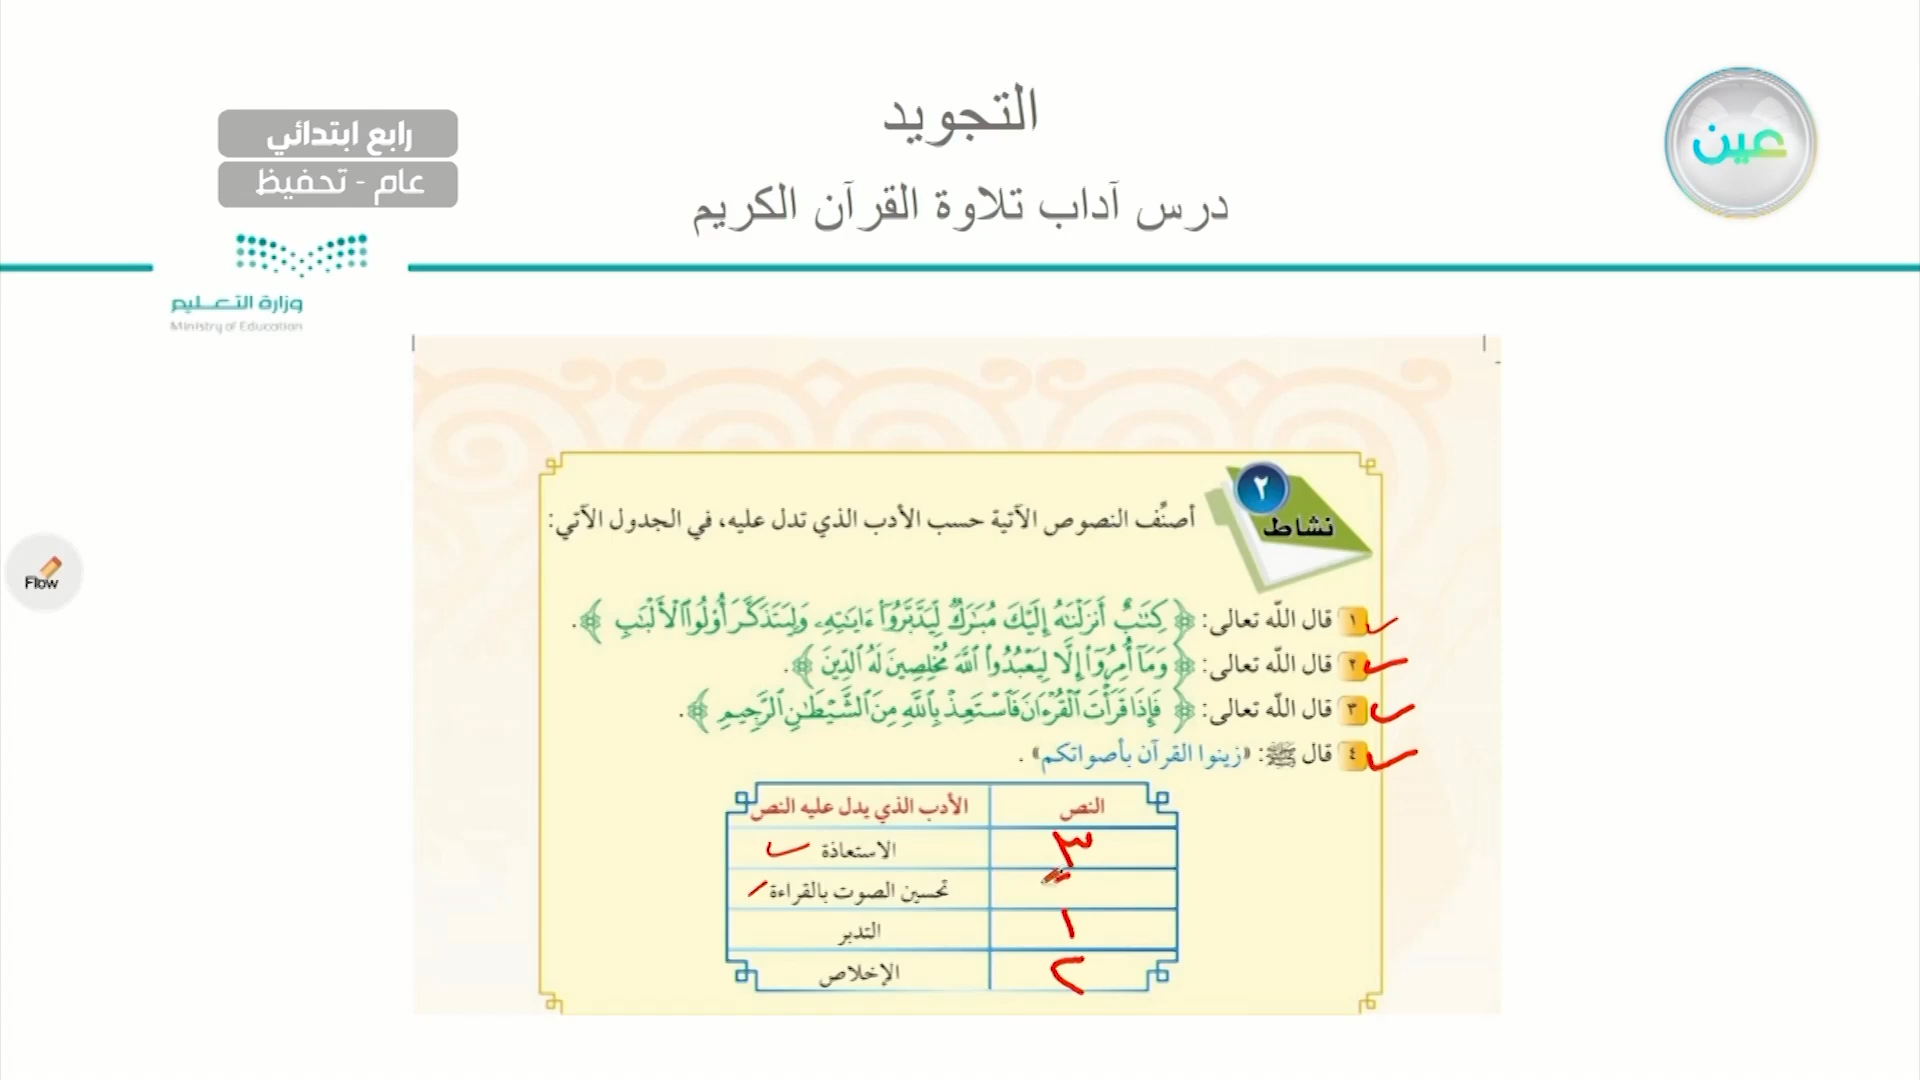 التجويد
عين
رابع ابتدائي
عام - تحفيظ
درس آداب تلاوة القرآن الكريم
وزارة التعليم
Ministry of Education
٢
نشاط
أصنِّف النصوص الآتية حسب الأدب الذي تدل عليه، في الجدول الآتي:
١ قال اللّه تعالى: ﴿ كِتَٰبٌ أَنزَلْنَٰهُ إِلَيْكَ مُبَٰرَكٌ لِّيَدَّبَّرُوٓا۟ ءَايَٰتِهِۦ وَلِيَتَذَكَّرَ أُو۟لُوا۟ ٱلْأَلْبَٰبِ ﴾.
٢ قال اللّه تعالى: ﴿ وَمَآ أُمِرُوٓا۟ إِلَّا لِيَعْبُدُوا۟ ٱللَّهَ مُخْلِصِينَ لَهُ ٱلدِّينَ ﴾.
٣ قال اللّه تعالى: ﴿ فَإِذَا قَرَأْتَ ٱلْقُرْءَانَ فَٱسْتَعِذْ بِٱللَّهِ مِنَ ٱلشَّيْطَٰنِ ٱلرَّجِيمِ ﴾.
٤ قال ﷺ: «زينوا القرآن بأصواتكم».
النص الأدب الذي يدل عليه النص
٣ الاستعاذة
تحسين الصوت بالقراءة
١ التدبر
٢ الإخلاص
Flow